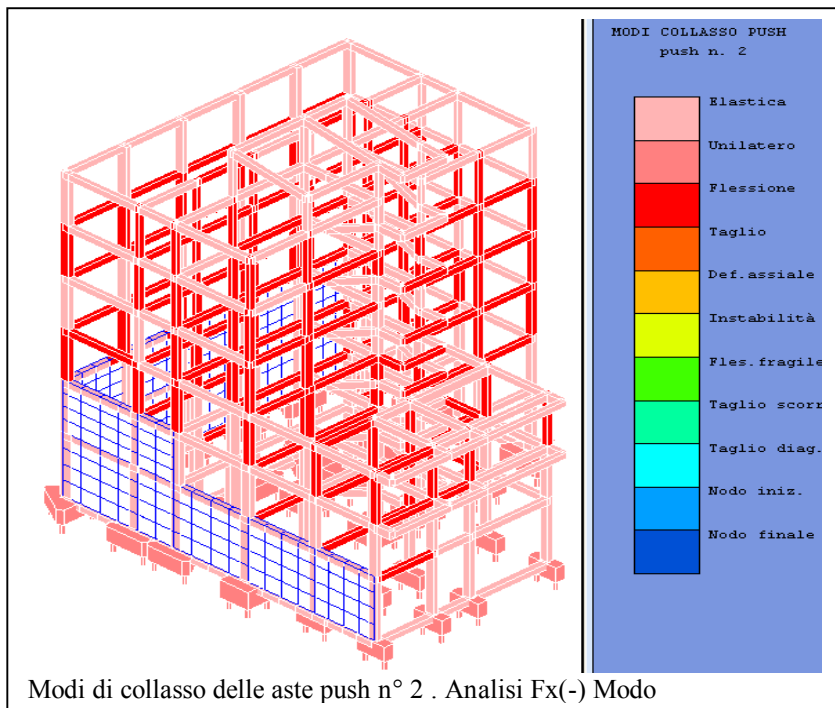 MODI COLLASSO PUSH
push n. 2
Elastica
Unilatero
Flessione
Taglio
Def.assiale
Instabilità
Fles.fragile
Taglio scorr
Taglio diag.
Nodo iniz.
Nodo finale
Modi di collasso delle aste push n° 2 . Analisi Fx(-) Modo